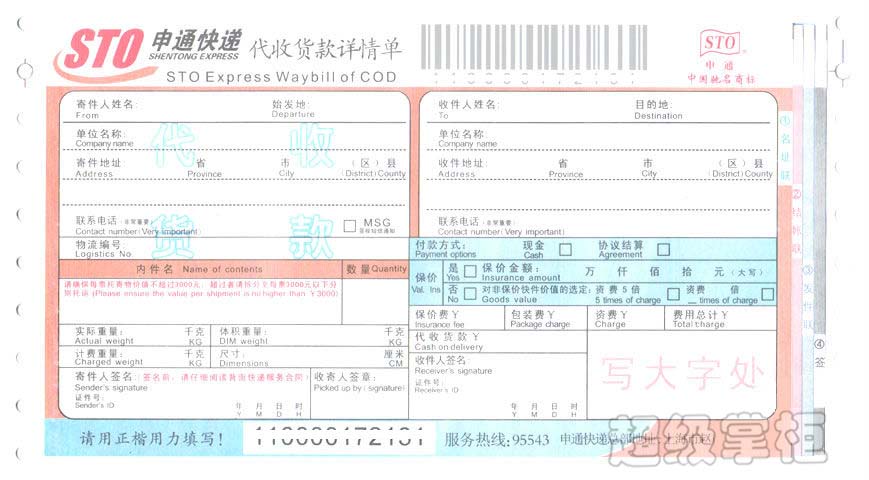 STO 申通快递 代收货款详情单
SHENTONG EXPRESS
STO Express Waybill of COD
110000172101
STO
申通
中国驰名商标
寄件人姓名: 始发地:
From Departure
单位名称:
Company name
寄件地址: 省 市 (区)县
Address Province City (District) County
联系电话(非常重要)
Contact number (Very important)
MSG
签收短信通知
代收
货款
收件人姓名: 目的地:
To Destination
单位名称:
Company name
收件地址: 省 市 (区)县
Address Province City (District) County
联系电话(非常重要)
Contact number (Very important)
物流编号
Logistics No.
内件名 Name of contents 数量 Quantity
请确保每票托寄物价值不超过3000元, 超过者请拆分立每票3000元以下分
别托运 (Please ensure the value per shipment is no higher than ¥3000)
付款方式: 现金 协议结算
Payment options Cash Agreement
保价 是 保价金额: 万 仟 佰 拾 元 (大写)
Val. Ins Yes Insurance amount
否 对非保价快件价值的选定: 资费5倍 资费 倍
No Goods value 5 times of charge __ times of charge
保价费¥ 包装费¥ 资费¥ 费用总计¥
Insurance fee Package charge Charge Total charge
代收货款¥
Cash on delivery
实际重量: 千克 体积重量: 千克
Actual weight KG DIM weight KG
计费重量: 千克 尺寸: 厘米
Charged weight KG Dimensions CM
寄件人签名:(签名前,请仔细阅读背面快递服务合同)
Sender's signature
证件号:
Sender's ID
年 月 日 时
Y M D H
收寄人签章:
Picked up by (signature)
年 月 日 时
Y M D H
收件人签名
Receiver's signature
证件号:
Receiver's ID
年 月 日 时
Y M D H
写大字处
①名址联
②结账联
③发件联
④签
请用正楷用力填写! 110000172101 服务热线:95543 申通快递总部地址:上海市
超级掌柜